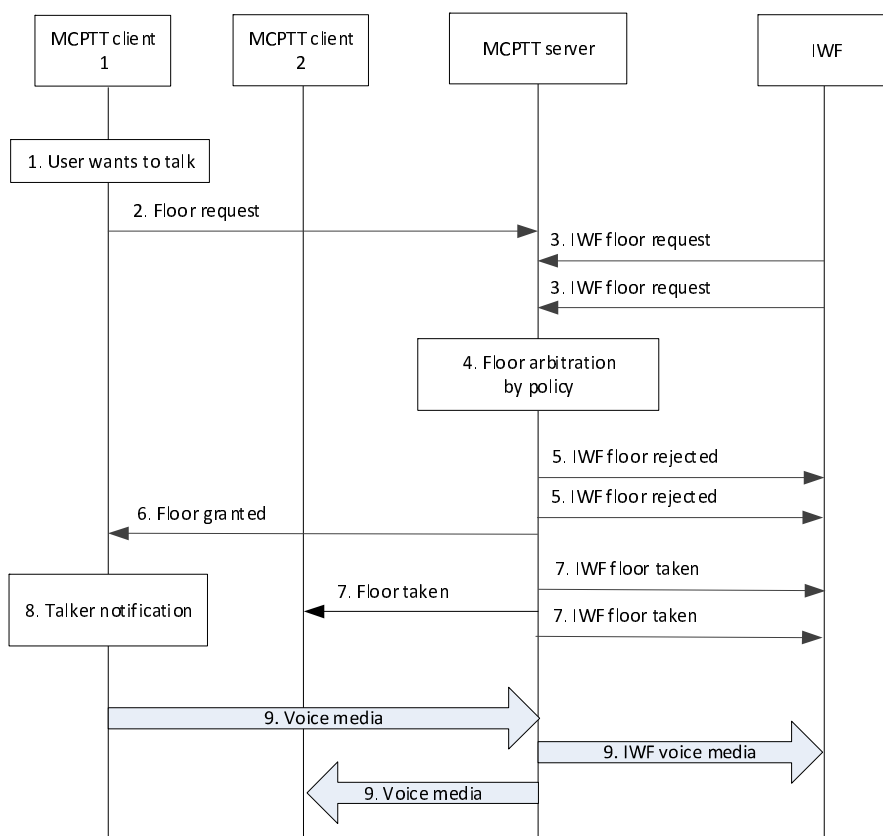 MCPTT client
1
MCPTT client
2
MCPTT server
IWF
1. User wants to talk
2. Floor request
3. IWF floor request
3. IWF floor request
4. Floor arbitration
by policy
5. IWF floor rejected
5. IWF floor rejected
6. Floor granted
7. IWF floor taken
7. Floor taken
8. Talker notification
7. IWF floor taken
9. Voice media
9. IWF voice media
9. Voice media